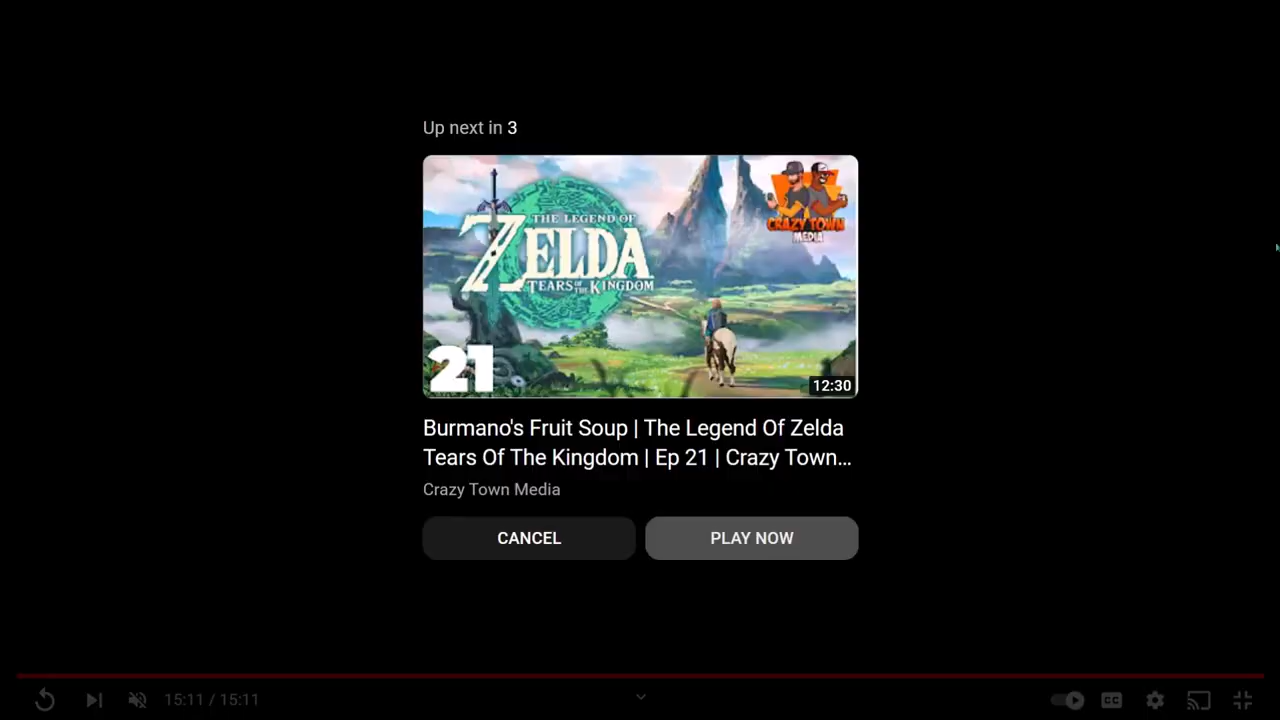 Up next in 3
THE LEGEND OF
ZELDA
TEARS OF THE KINGDOM
CRAZY TOWN
MEDIA
21
12:30
Burmano's Fruit Soup | The Legend Of Zelda
Tears Of The Kingdom | Ep 21 | Crazy Town...
Crazy Town Media
CANCEL
PLAY NOW
15:11 / 15:11
CC